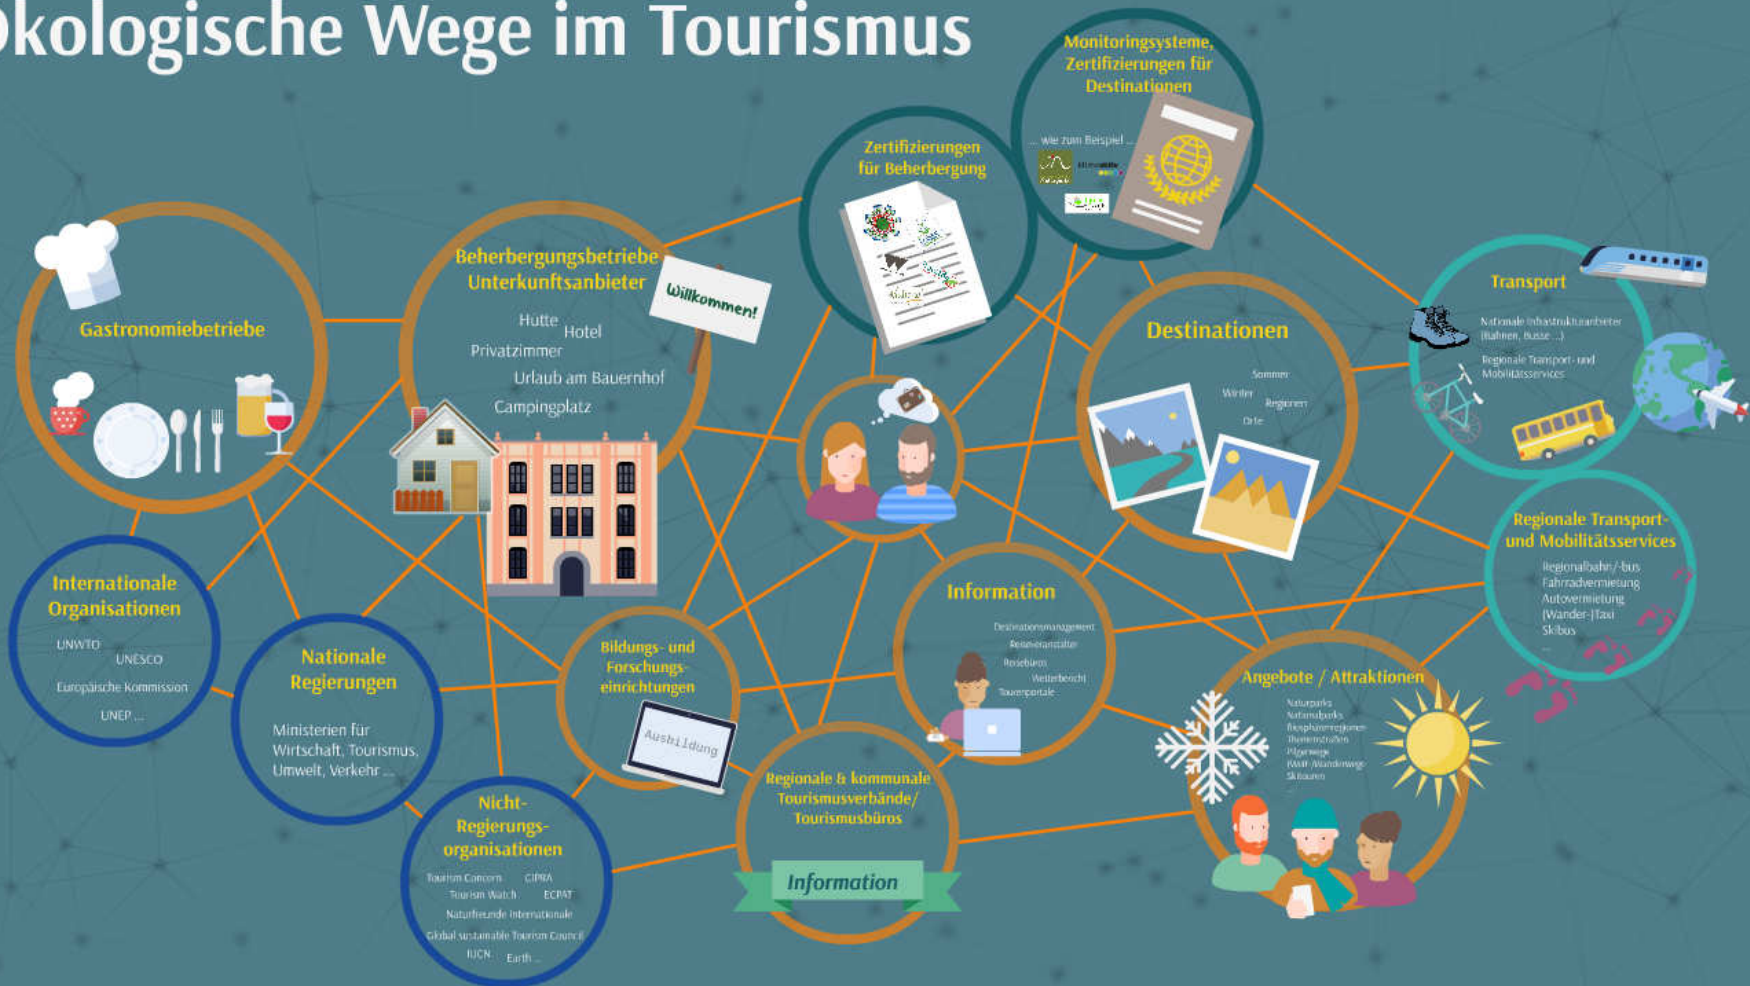 Ökologische Wege im Tourismus
Monitoringsysteme,
Zertifizierungen für
Destinationen
... wie zum Beispiel ...
Zertifizierungen
für Beherbergung
Beherbergungsbetriebe
Unterkunftsanbieter
Willkommen!
Hütte
Hotel
Privatzimmer
Urlaub am Bauernhof
Campingplatz
Gastronomiebetriebe
Destinationen
Sommer
Winter
Regionen
Orte
Transport
Nationale Infrastrukturanbieter
(Bahnen, Busse ...)
Regionale Transport- und
Mobilitätsservices
Regionale Transport-
und Mobilitätsservices
Regionalbahn/-bus
Fahrradvermietung
Autovermietung
(Wander-)Taxi
Skibus
...
Internationale
Organisationen
UNWTO
UNESCO
Europäische Kommission
UNEP ...
Nationale
Regierungen
Ministerien für
Wirtschaft, Tourismus,
Umwelt, Verkehr ...
Bildungs- und
Forschungs-
einrichtungen
Ausbildung
Information
Destinationsmanagement
Reiseveranstalter
Reisebüros
Wetterbericht
Tourenportale
Angebote / Attraktionen
Naturparks
Nationalparks
Biosphärenregionen
Themenstraßen
Pilgerwege
(Weit-)Wanderwege
Skitouren
Nicht-
Regierungs-
organisationen
Tourism Concern
CIPRA
Tourism Watch
ECPAT
Naturfreunde Internationale
Global sustainable Tourism Council
IUCN
Earth ...
Regionale & kommunale
Tourismusverbände/
Tourismusbüros
Information